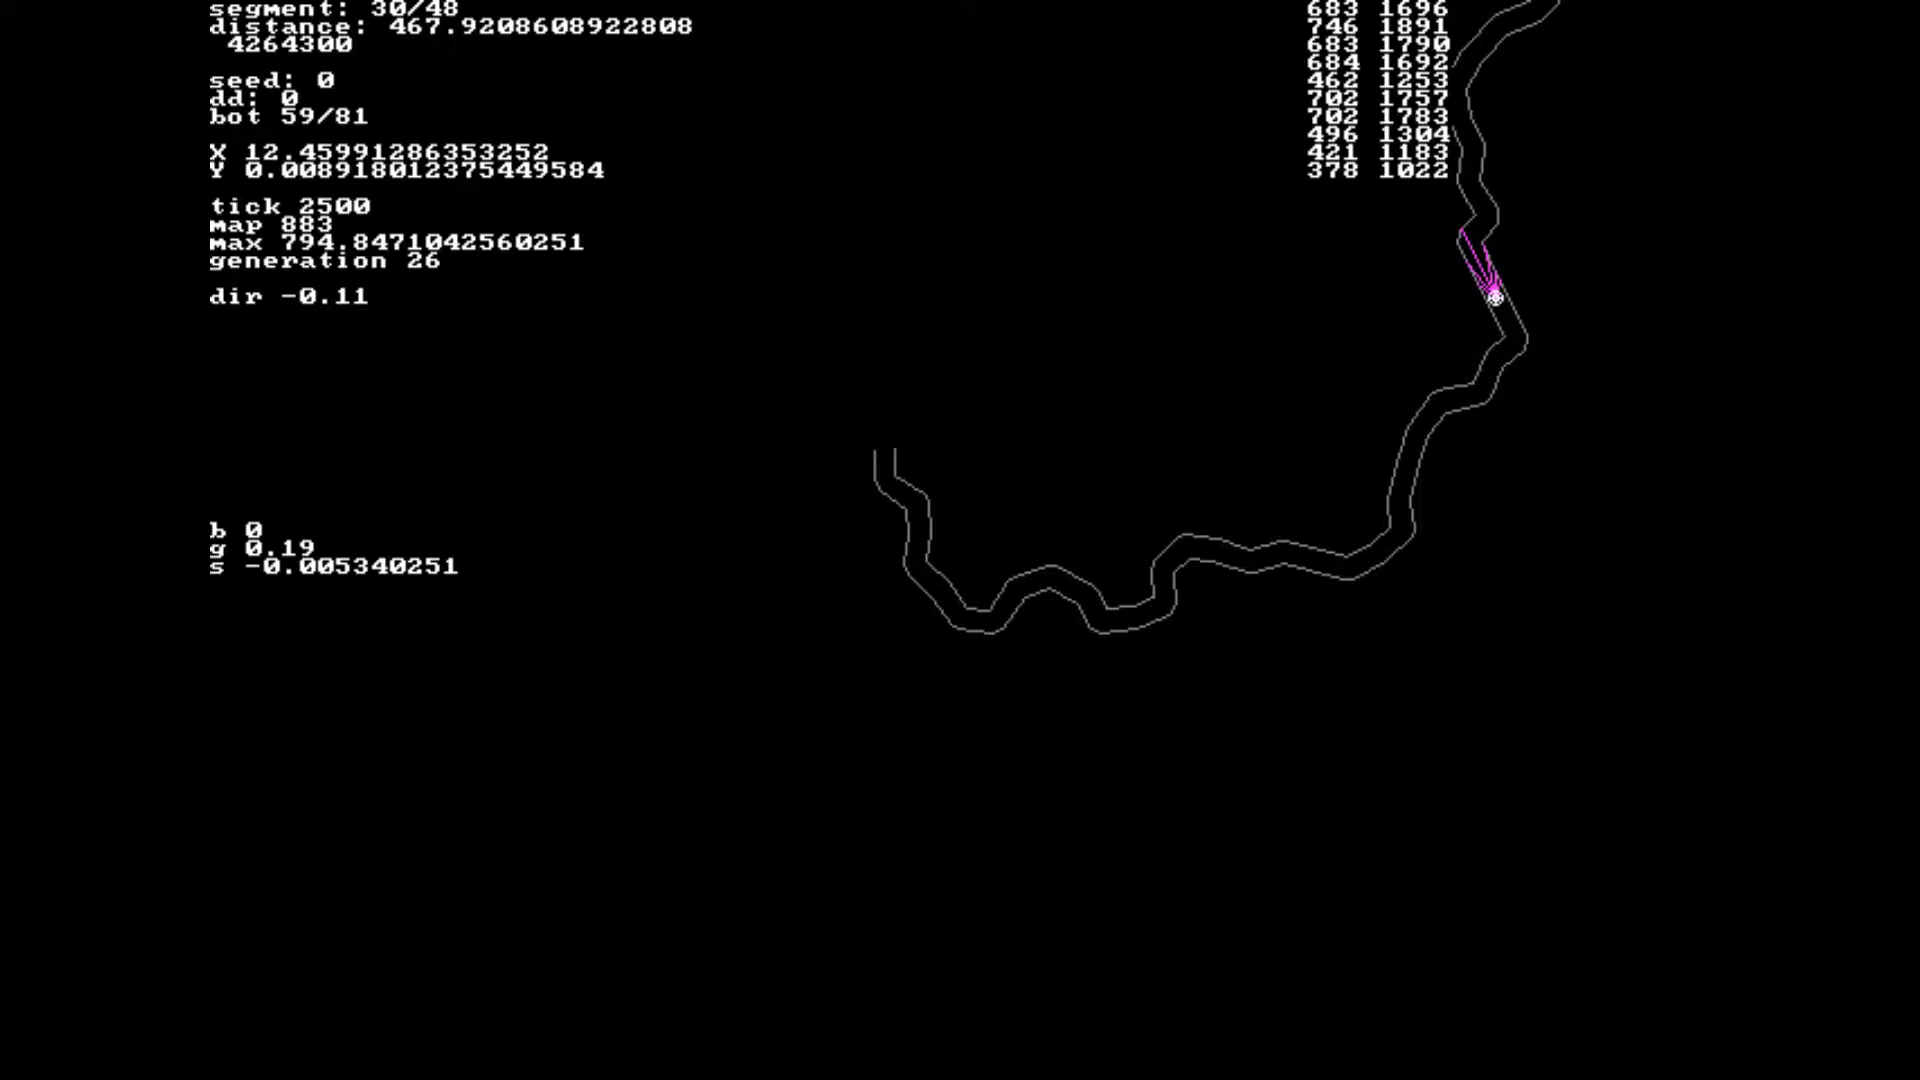 segment: 30/48
distance: 467.9208608922808
4264300
seed: 0
dd: 0
bot 59/81
X 12.45991286353252
Y 0.008918012375449584
tick 2500
map 883
max 794.8471042560251
generation 26
dir -0.11
b 0
g 0.19
s -0.005340251
683 1696
746 1891
683 1790
684 1692
462 1253
702 1757
702 1783
496 1304
421 1183
378 1022